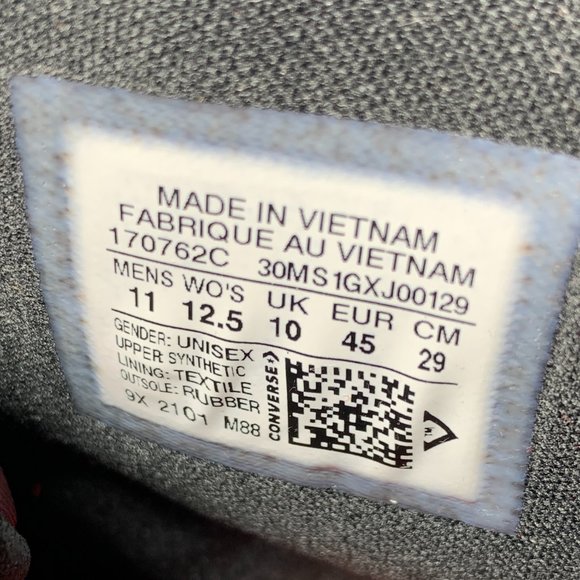 MADE IN VIETNAM
FABRIQUE AU VIETNAM
170762C 30MS1GXJ00129
MENS WO'S UK EUR CM
11 12.5 10 45 29
GENDER: UNISEX
UPPER: SYNTHETIC
LINING: TEXTILE
OUTSOLE: RUBBER
9X 2101 M88
CONVERSE
TM